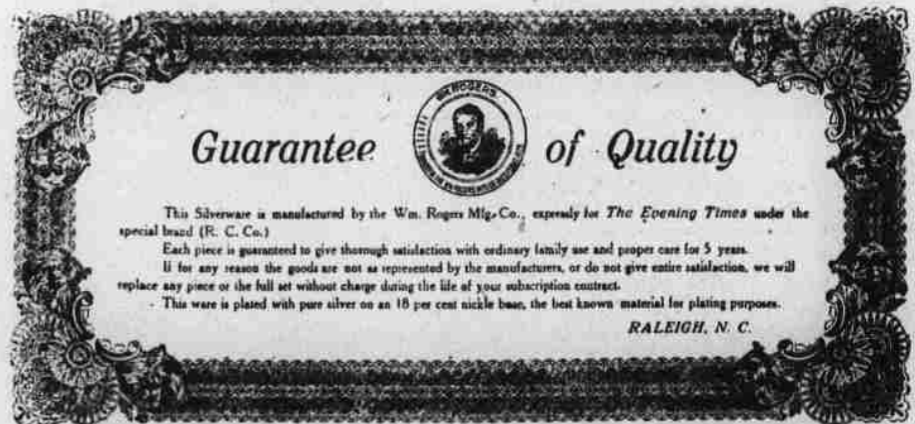 WM. ROGERS
Guarantee of Quality
This Silverware is manufactured by the Wm. Rogers Mfg. Co., expressly for The Evening Times under the
special brand (R. C. Co.)
Each piece is guaranteed to give thorough satisfaction with ordinary family use and proper care for 5 years.
If for any reason the goods are not as represented by the manufacturers, or do not give entire satisfaction, we will
replace any piece or the full set without charge during the life of your subscription contract.
This ware is plated with pure silver on an 18 per cent nickle base, the best known material for plating purposes.
RALEIGH, N. C.